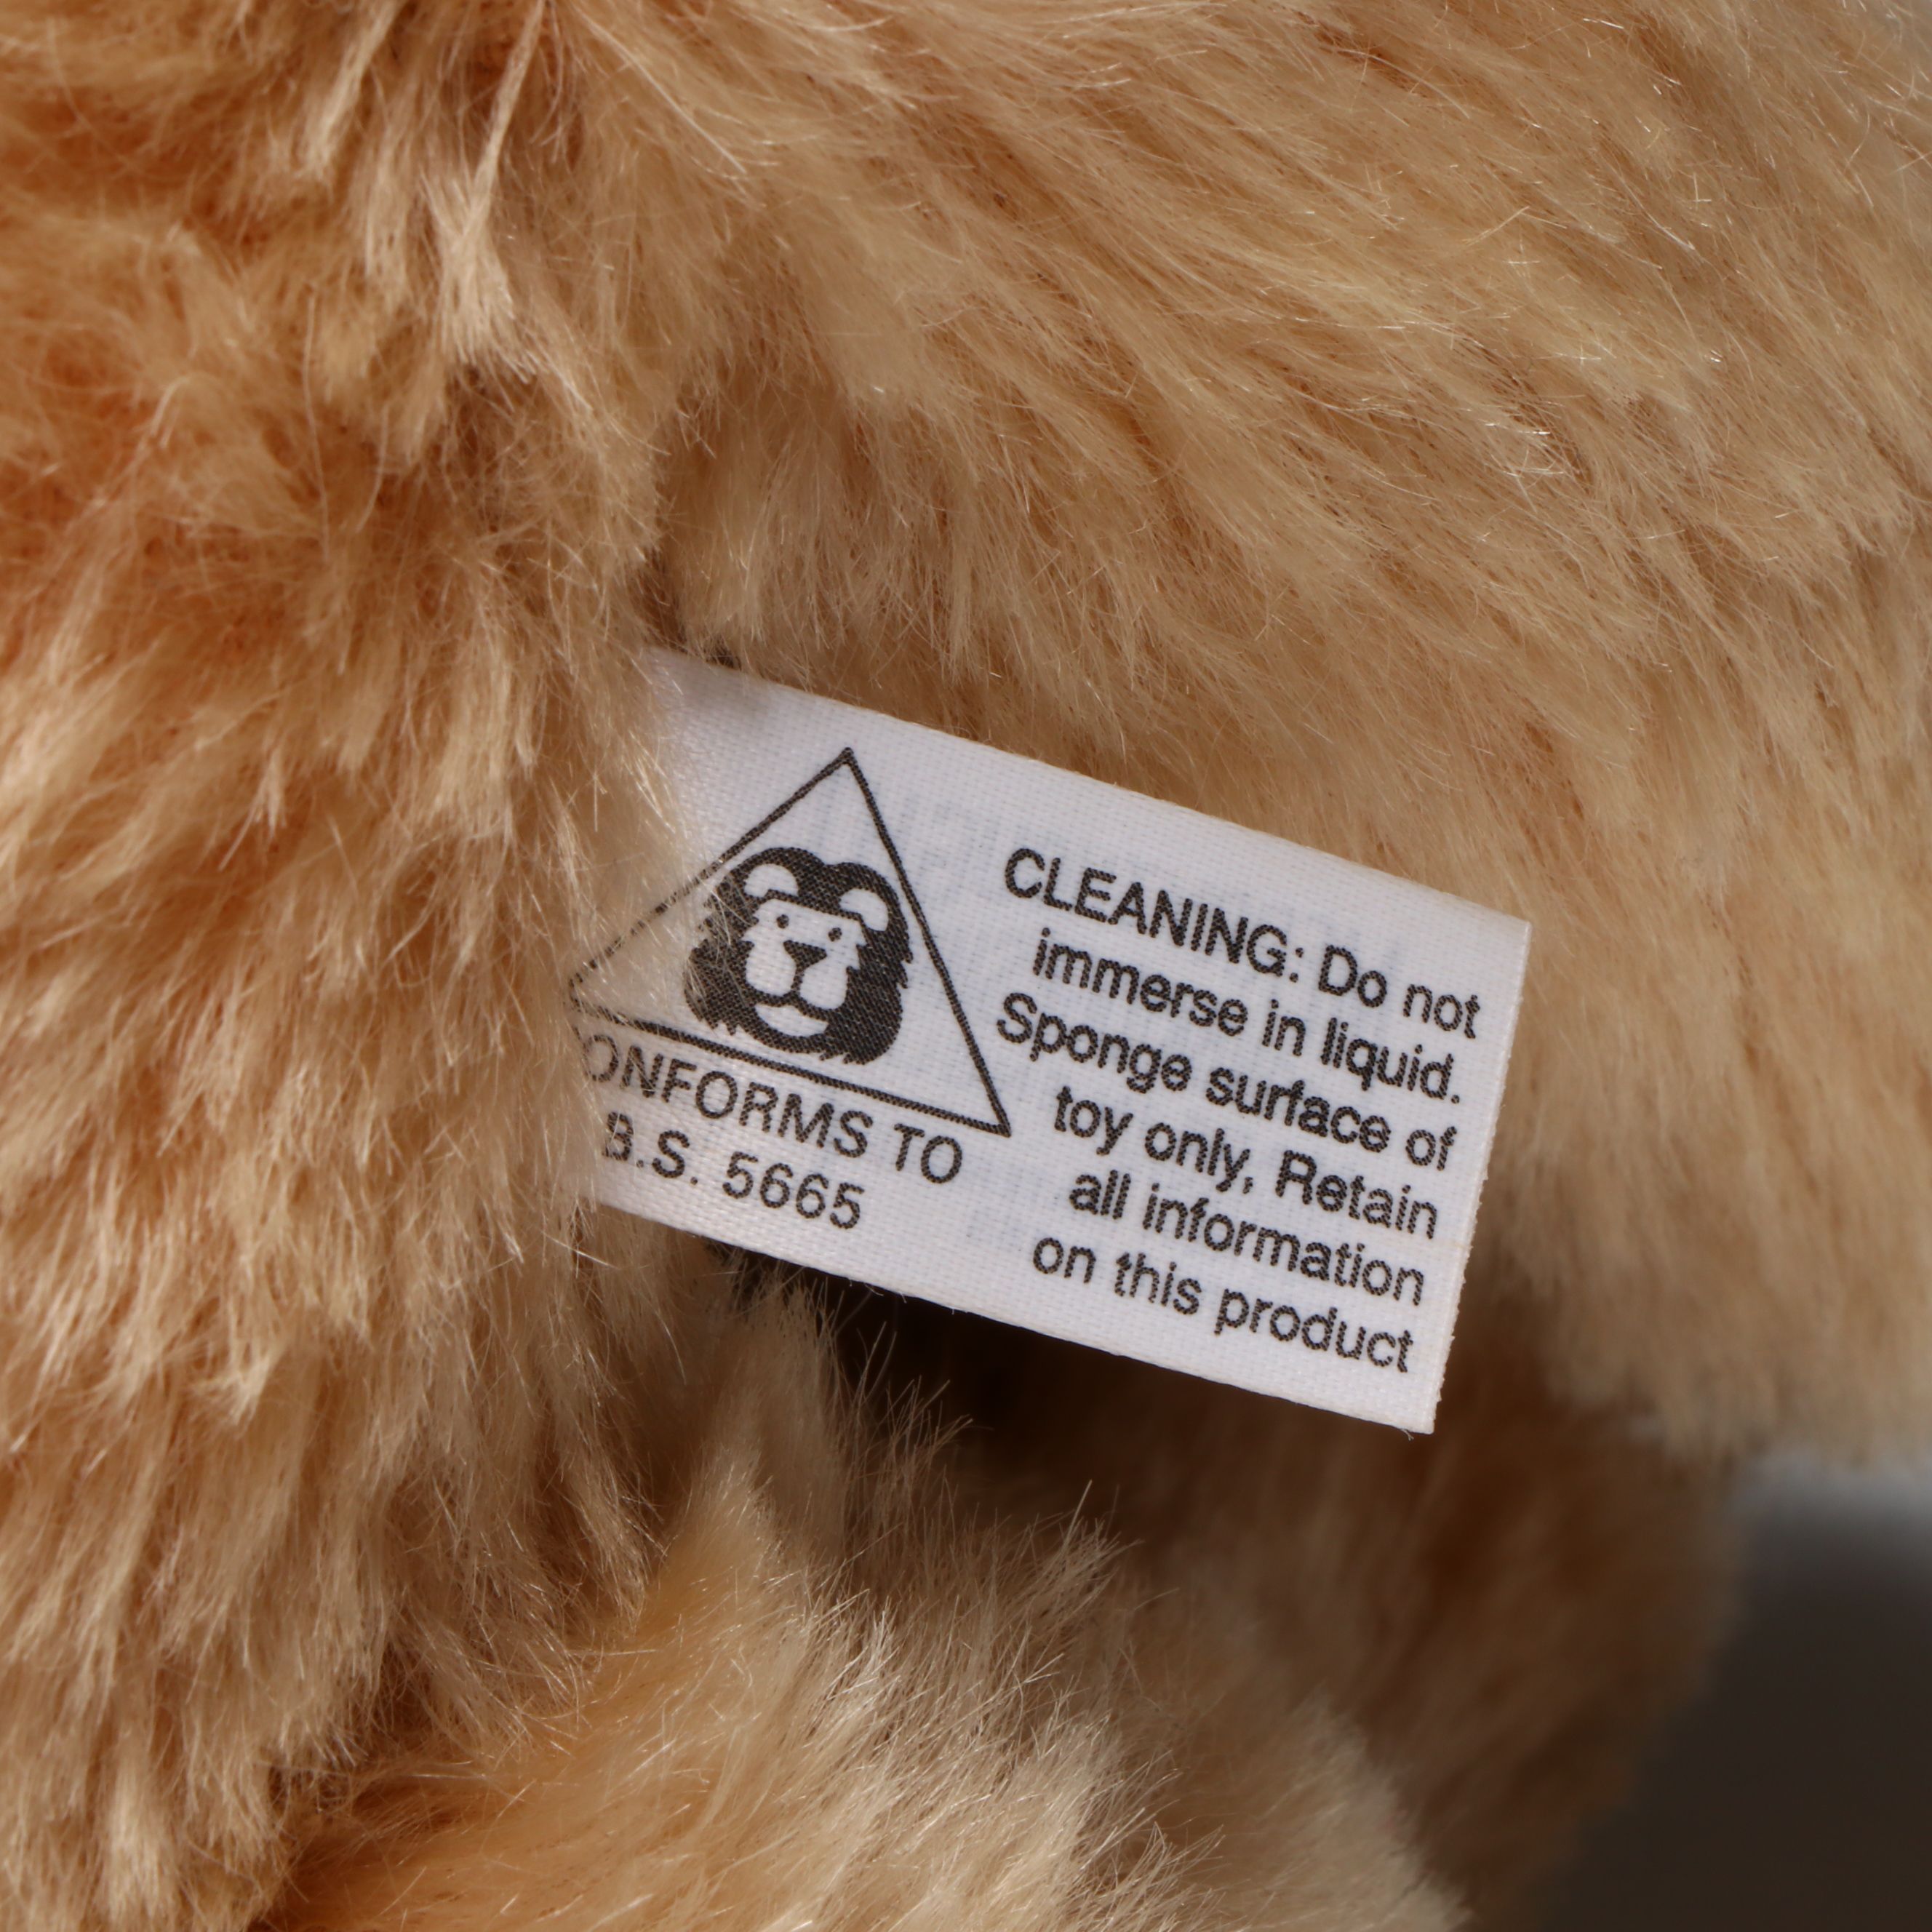 CONFORMS TO
B.S. 5665
CLEANING: Do not
immerse in liquid.
Sponge surface of
toy only, Retain
all information
on this product